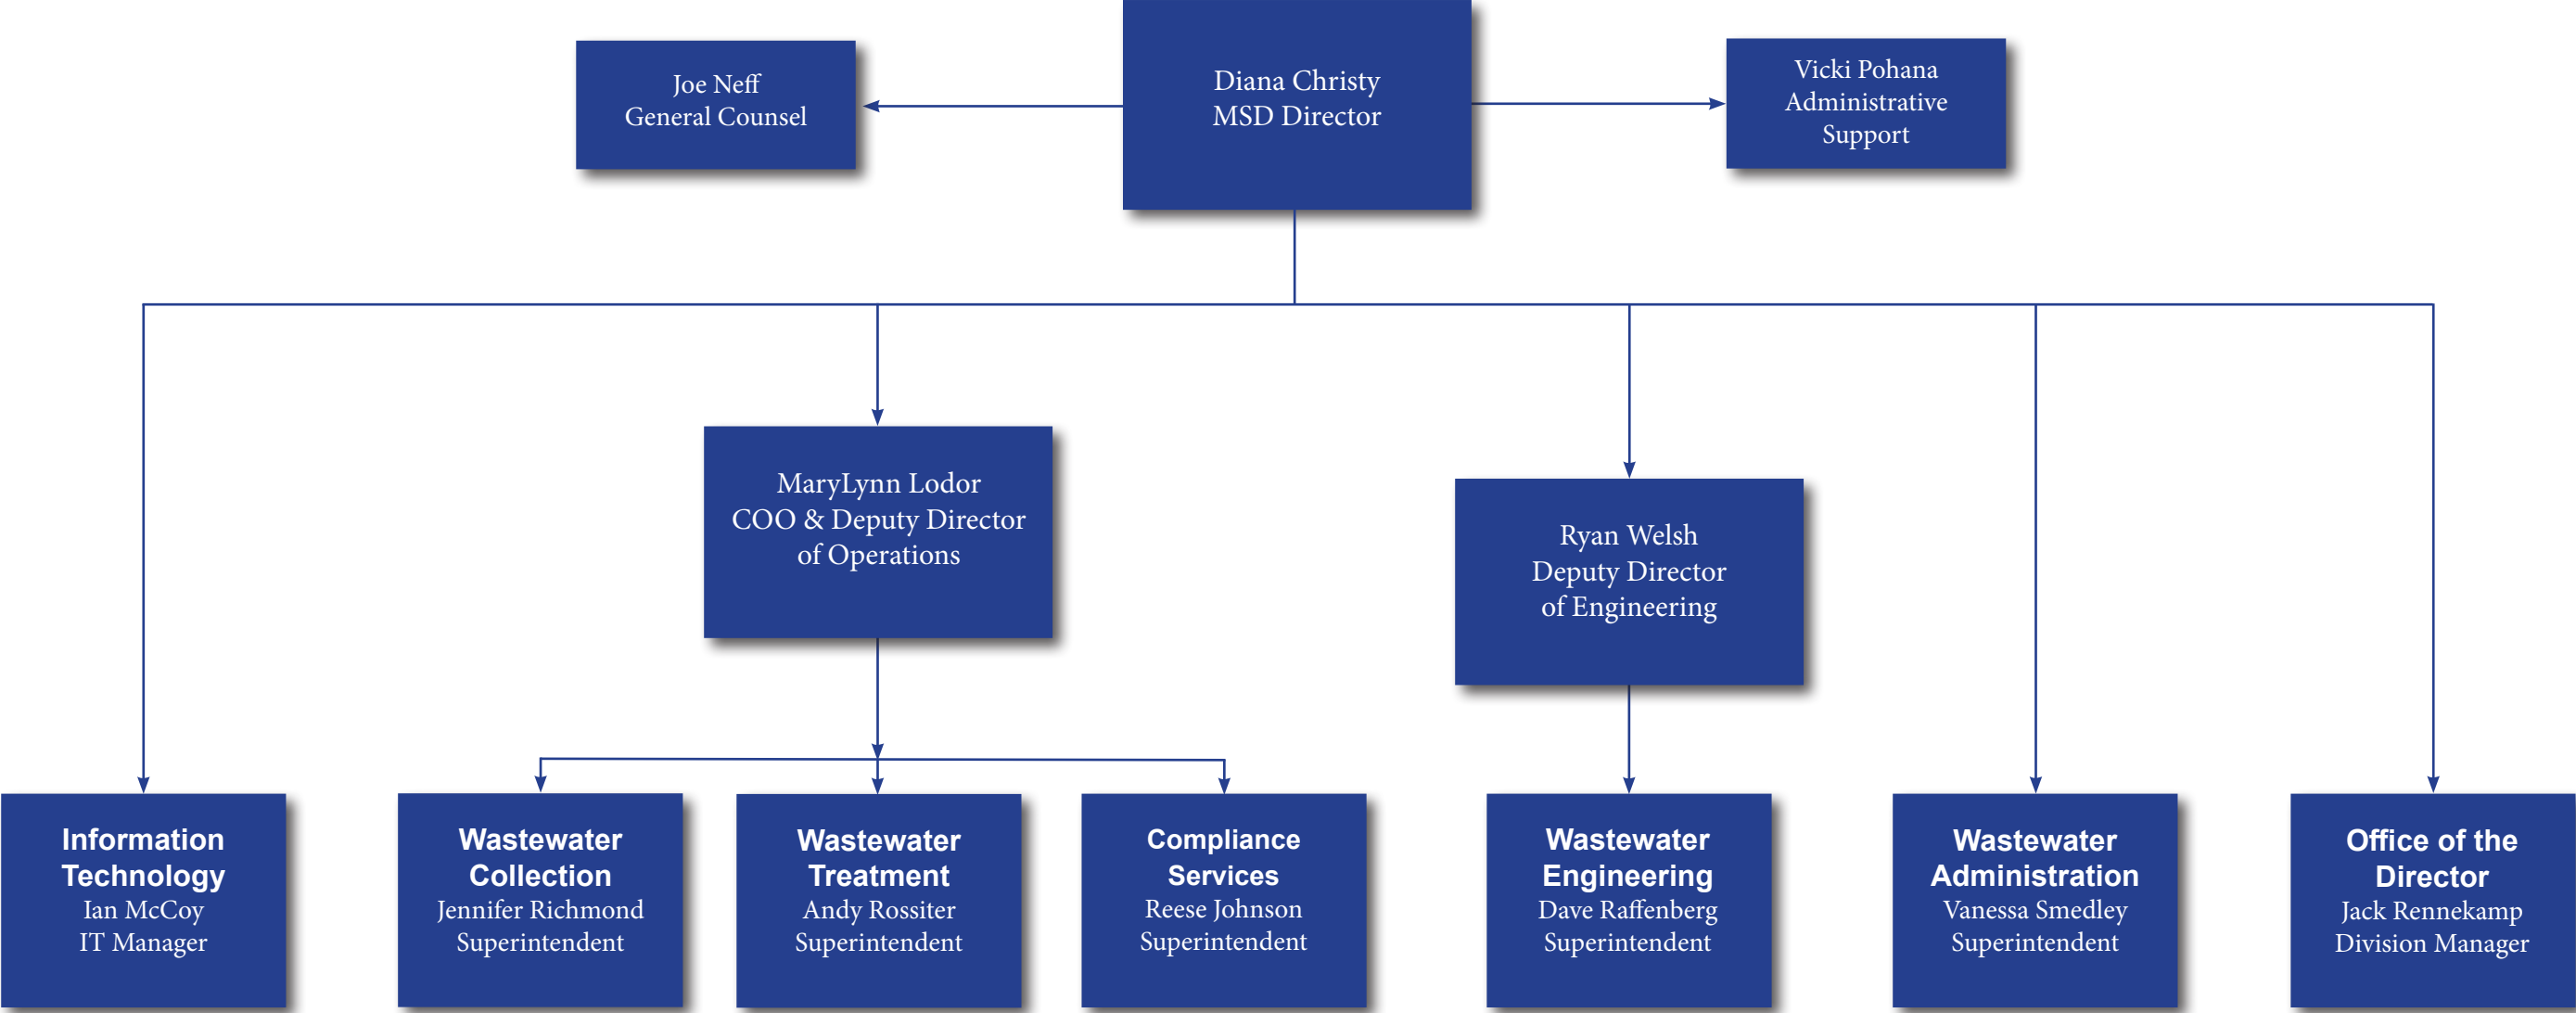 Joe Neff
General Counsel
Diana Christy
MSD Director
Vicki Pohana
Administrative
Support
MaryLynn Lodor
COO & Deputy Director
of Operations
Ryan Welsh
Deputy Director
of Engineering
Information
Technology
Ian McCoy
IT Manager
Wastewater
Collection
Jennifer Richmond
Superintendent
Wastewater
Treatment
Andy Rossiter
Superintendent
Compliance
Services
Reese Johnson
Superintendent
Wastewater
Engineering
Dave Raffenberg
Superintendent
Wastewater
Administration
Vanessa Smedley
Superintendent
Office of the
Director
Jack Rennekamp
Division Manager